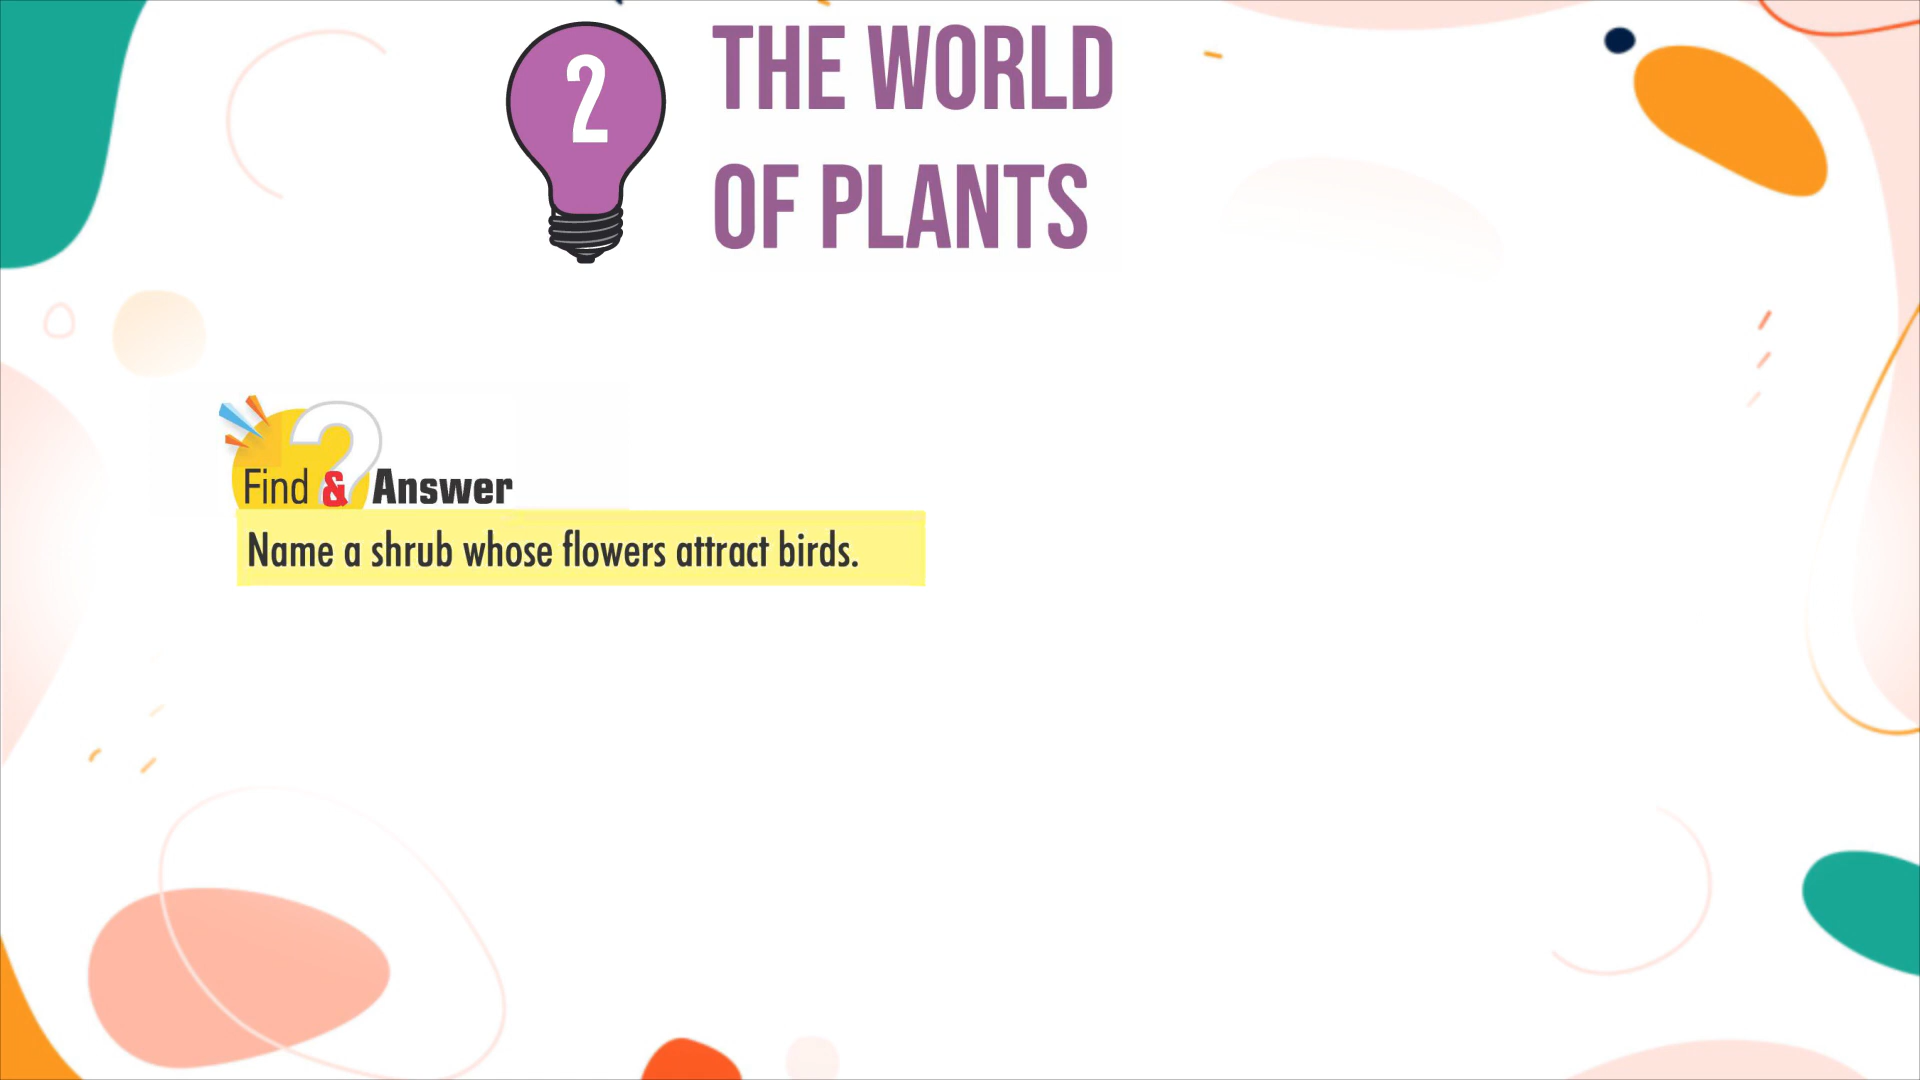 2
THE WORLD
OF PLANTS
?
Find & Answer
Name a shrub whose flowers attract birds.